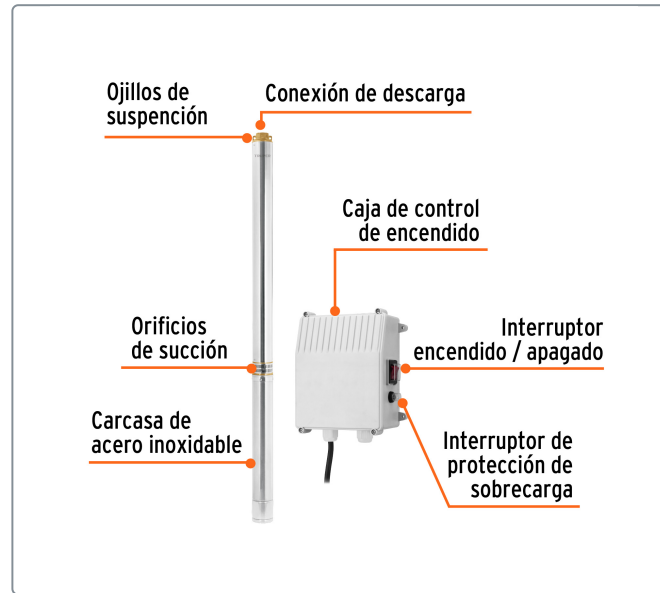 Ojillos de
suspención
Conexión de descarga
Caja de control
de encendido
Orificios
de succión
Interruptor
encendido / apagado
Carcasa de
acero inoxidable
Interruptor de
protección de
sobrecarga